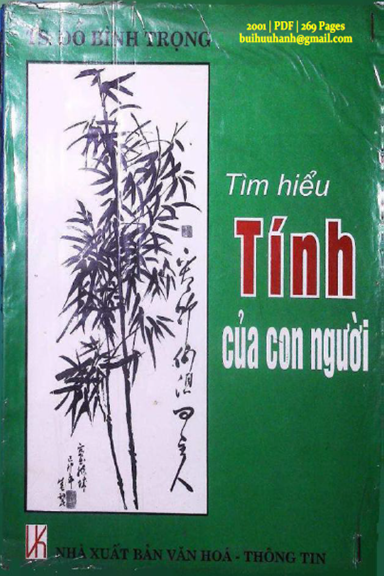 2001 | PDF | 269 Pages
buihuuhanh@gmail.com
TS. ĐỖ BÌNH TRỌNG
Tìm hiểu
Tính
của con người
NHÀ XUẤT BẢN VĂN HOÁ - THÔNG TIN